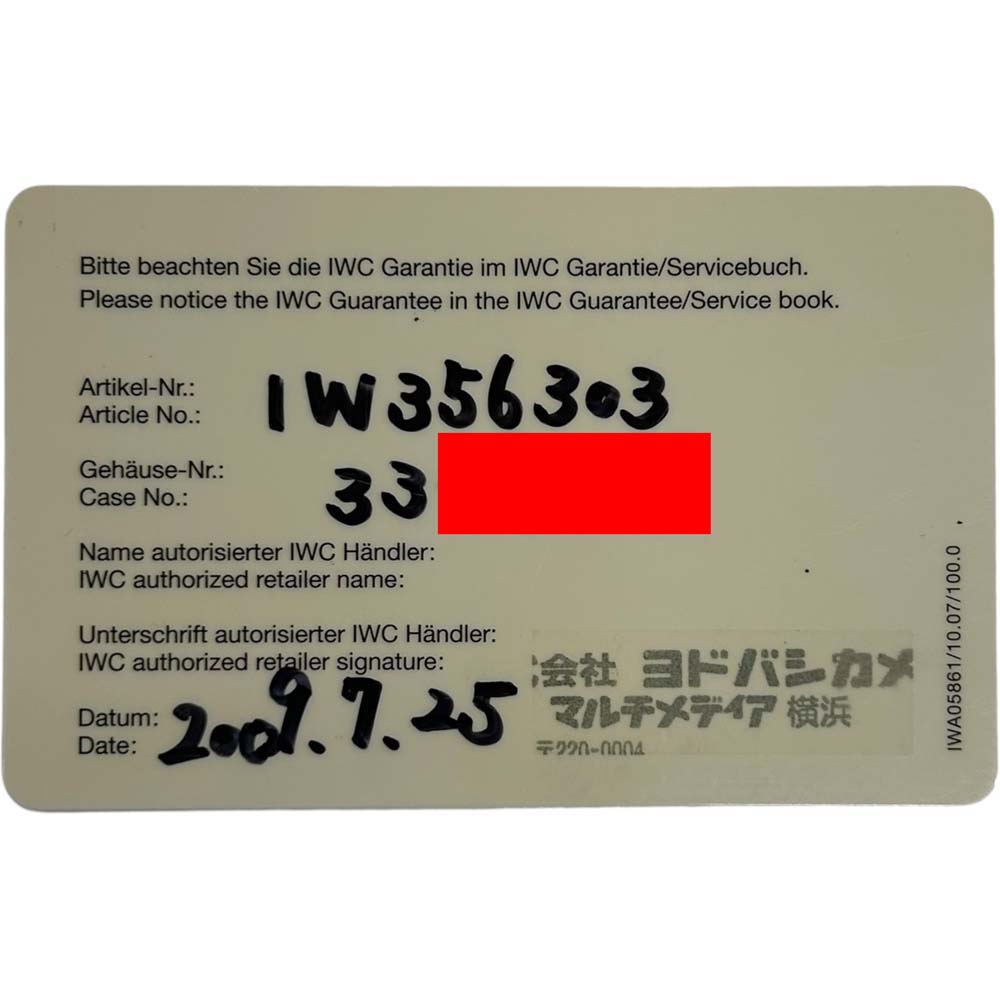 Bitte beachten Sie die IWC Garantie im IWC Garantie/Servicebuch.
Please notice the IWC Guarantee in the IWC Guarantee/Service book.
Artikel-Nr.:
Article No.: IW356303
Gehäuse-Nr.:
Case No.: 33
Name autorisierter IWC Händler:
IWC authorized retailer name:
Unterschrift autorisierter IWC Händler:
IWC authorized retailer signature:
会社 ヨドバシカメ
マルチメディア 横浜
〒220-0004
Datum:
Date: 2009.7.25
IWA05861/10.07/100.0